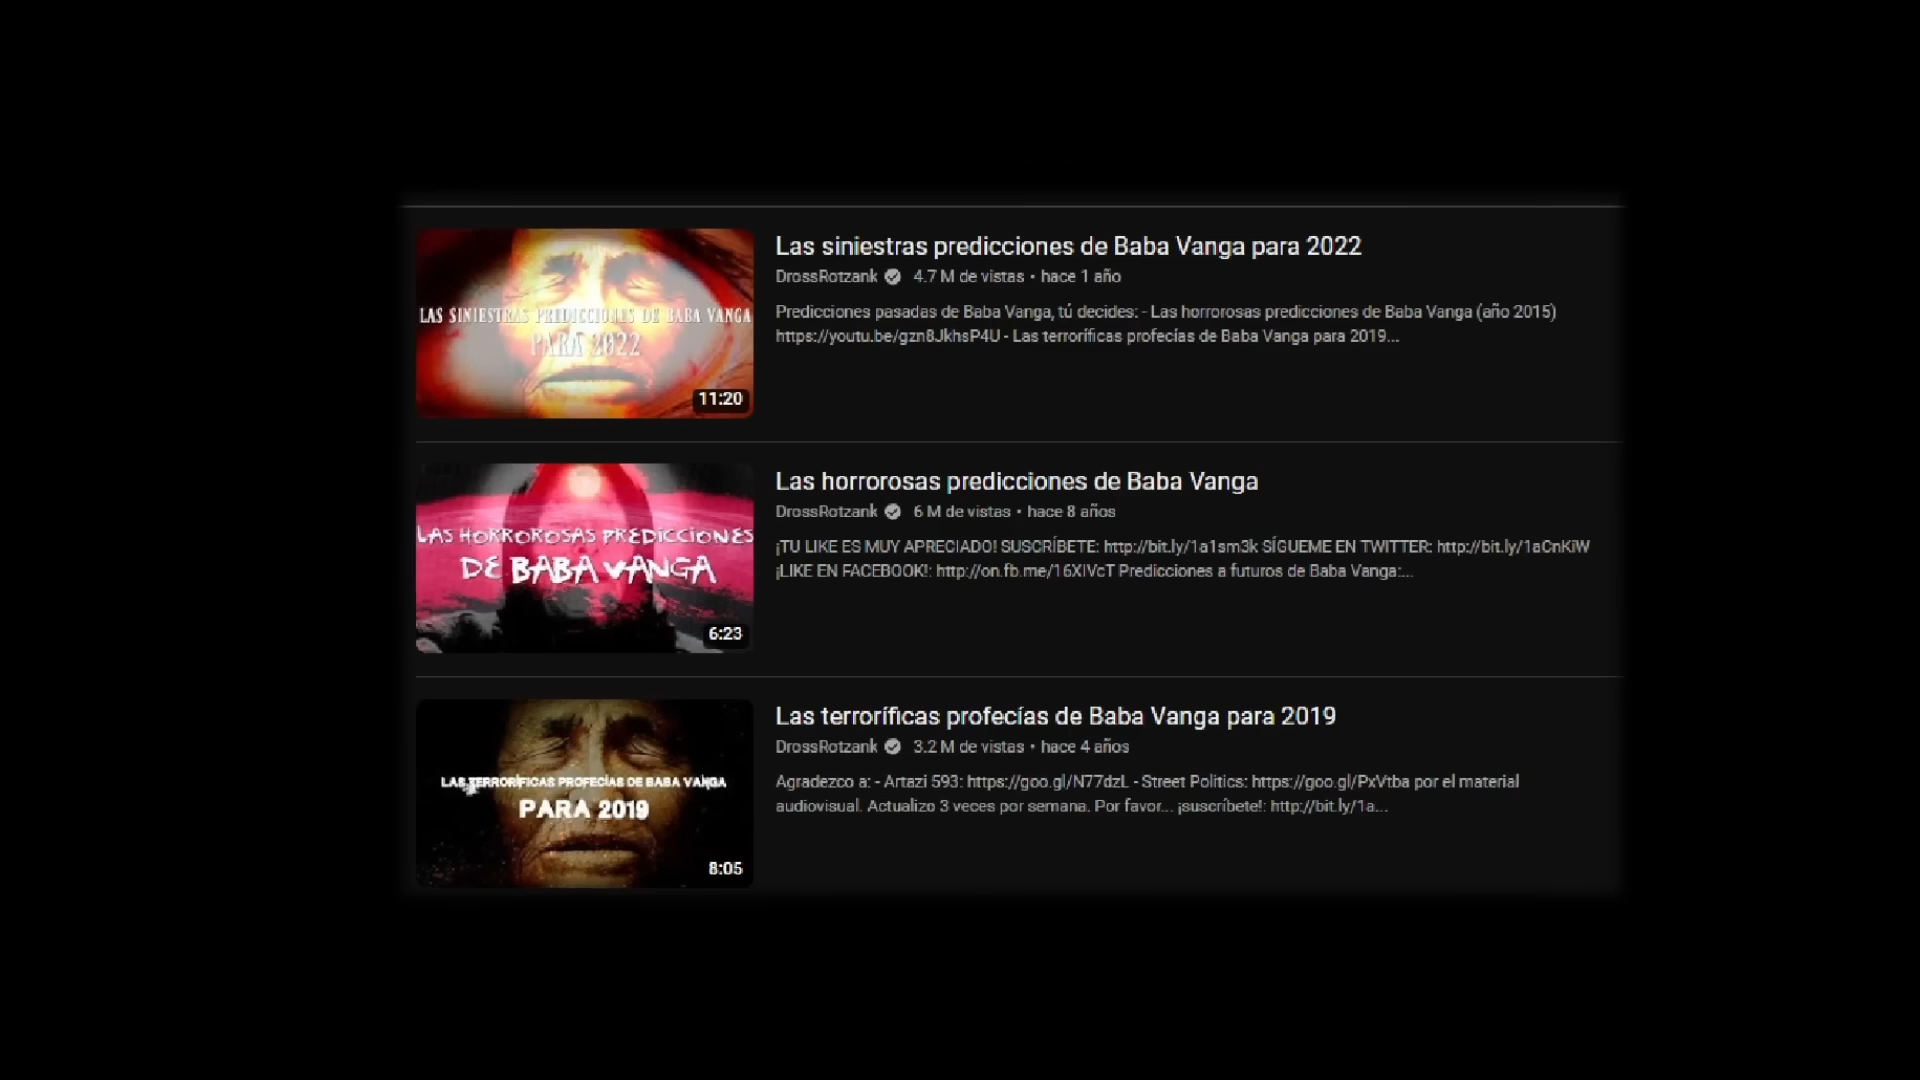 LAS SINIESTRAS PREDICCIONES DE BABA VANGA
PARA 2022
11:20
Las siniestras predicciones de Baba Vanga para 2022
DrossRotzank 4.7 M de vistas • hace 1 año
Predicciones pasadas de Baba Vanga, tú decides: - Las horrorosas predicciones de Baba Vanga (año 2015)
https://youtu.be/gzn8JkhsP4U - Las terroríficas profecías de Baba Vanga para 2019...
LAS HORROROSAS PREDICCIONES
DE BABA VANGA
6:23
Las horrorosas predicciones de Baba Vanga
DrossRotzank 6 M de vistas • hace 8 años
¡TU LIKE ES MUY APRECIADO! SUSCRÍBETE: http://bit.ly/1a1sm3k SÍGUEME EN TWITTER: http://bit.ly/1aCnKiW
¡LIKE EN FACEBOOK!: http://on.fb.me/16XIVcT Predicciones a futuros de Baba Vanga:...
LAS TERRORÍFICAS PROFECÍAS DE BABA VANGA
PARA 2019
8:05
Las terroríficas profecías de Baba Vanga para 2019
DrossRotzank 3.2 M de vistas • hace 4 años
Agradezco a: - Artazi 593: https://goo.gl/N77dzL - Street Politics: https://goo.gl/PxVtba por el material
audiovisual. Actualizo 3 veces por semana. Por favor... ¡suscríbete!: http://bit.ly/1a...